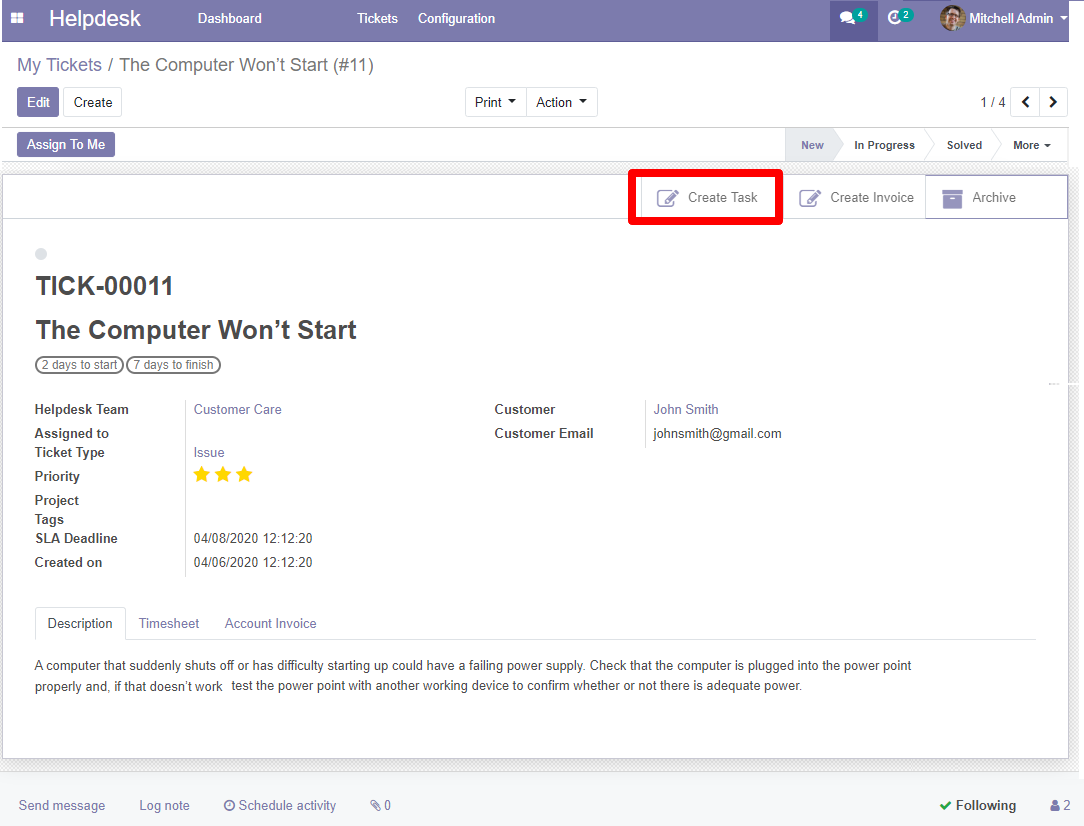 Helpdesk Dashboard Tickets Configuration 4 2 Mitchell Admin
My Tickets / The Computer Won’t Start (#11)
Edit Create Print Action 1 / 4
Assign To Me New In Progress Solved More
Create Task Create Invoice Archive
TICK-00011
The Computer Won’t Start
2 days to start 7 days to finish
Helpdesk Team Customer Care Customer John Smith
Assigned to Customer Email johnsmith@gmail.com
Ticket Type Issue
Priority
Project
Tags
SLA Deadline 04/08/2020 12:12:20
Created on 04/06/2020 12:12:20
Description Timesheet Account Invoice
A computer that suddenly shuts off or has difficulty starting up could have a failing power supply. Check that the computer is plugged into the power point
properly and, if that doesn’t work test the power point with another working device to confirm whether or not there is adequate power.
Send message Log note Schedule activity 0 Following 2